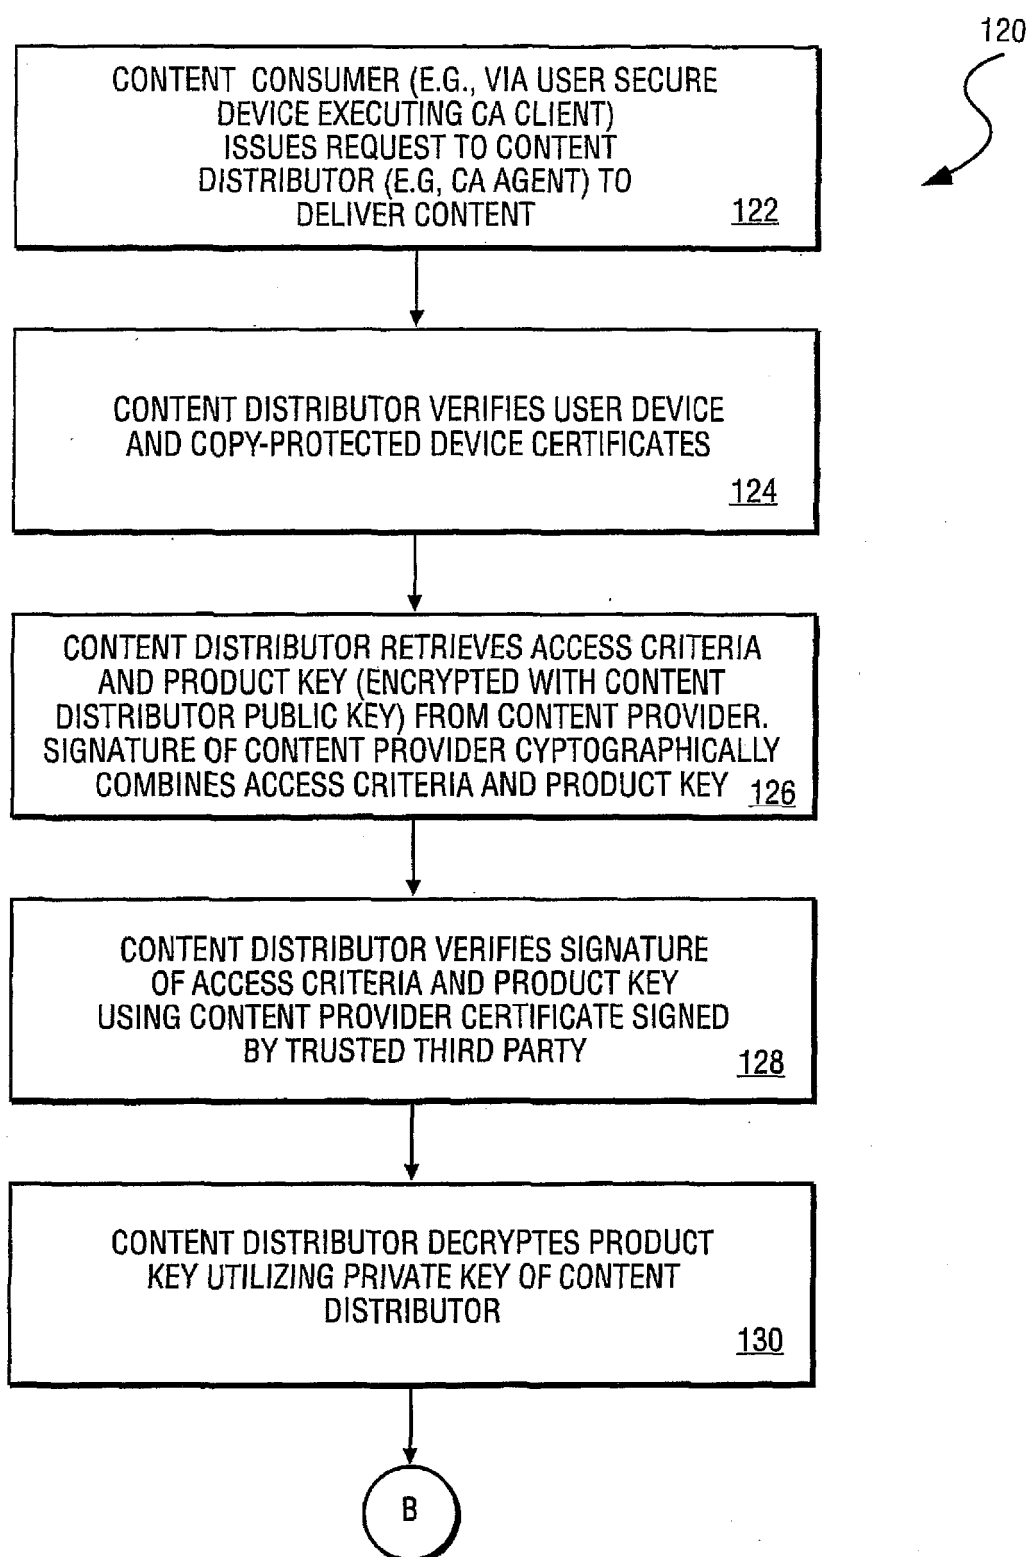 120
CONTENT CONSUMER (E.G., VIA USER SECURE
DEVICE EXECUTING CA CLIENT)
ISSUES REQUEST TO CONTENT
DISTRIBUTOR (E.G, CA AGENT) TO
DELIVER CONTENT
122
CONTENT DISTRIBUTOR VERIFIES USER DEVICE
AND COPY-PROTECTED DEVICE CERTIFICATES
124
CONTENT DISTRIBUTOR RETRIEVES ACCESS CRITERIA
AND PRODUCT KEY (ENCRYPTED WITH CONTENT
DISTRIBUTOR PUBLIC KEY) FROM CONTENT PROVIDER.
SIGNATURE OF CONTENT PROVIDER CYPTOGRAPHICALLY
COMBINES ACCESS CRITERIA AND PRODUCT KEY
126
CONTENT DISTRIBUTOR VERIFIES SIGNATURE
OF ACCESS CRITERIA AND PRODUCT KEY
USING CONTENT PROVIDER CERTIFICATE SIGNED
BY TRUSTED THIRD PARTY
128
CONTENT DISTRIBUTOR DECRYPTES PRODUCT
KEY UTILIZING PRIVATE KEY OF CONTENT
DISTRIBUTOR
130
B